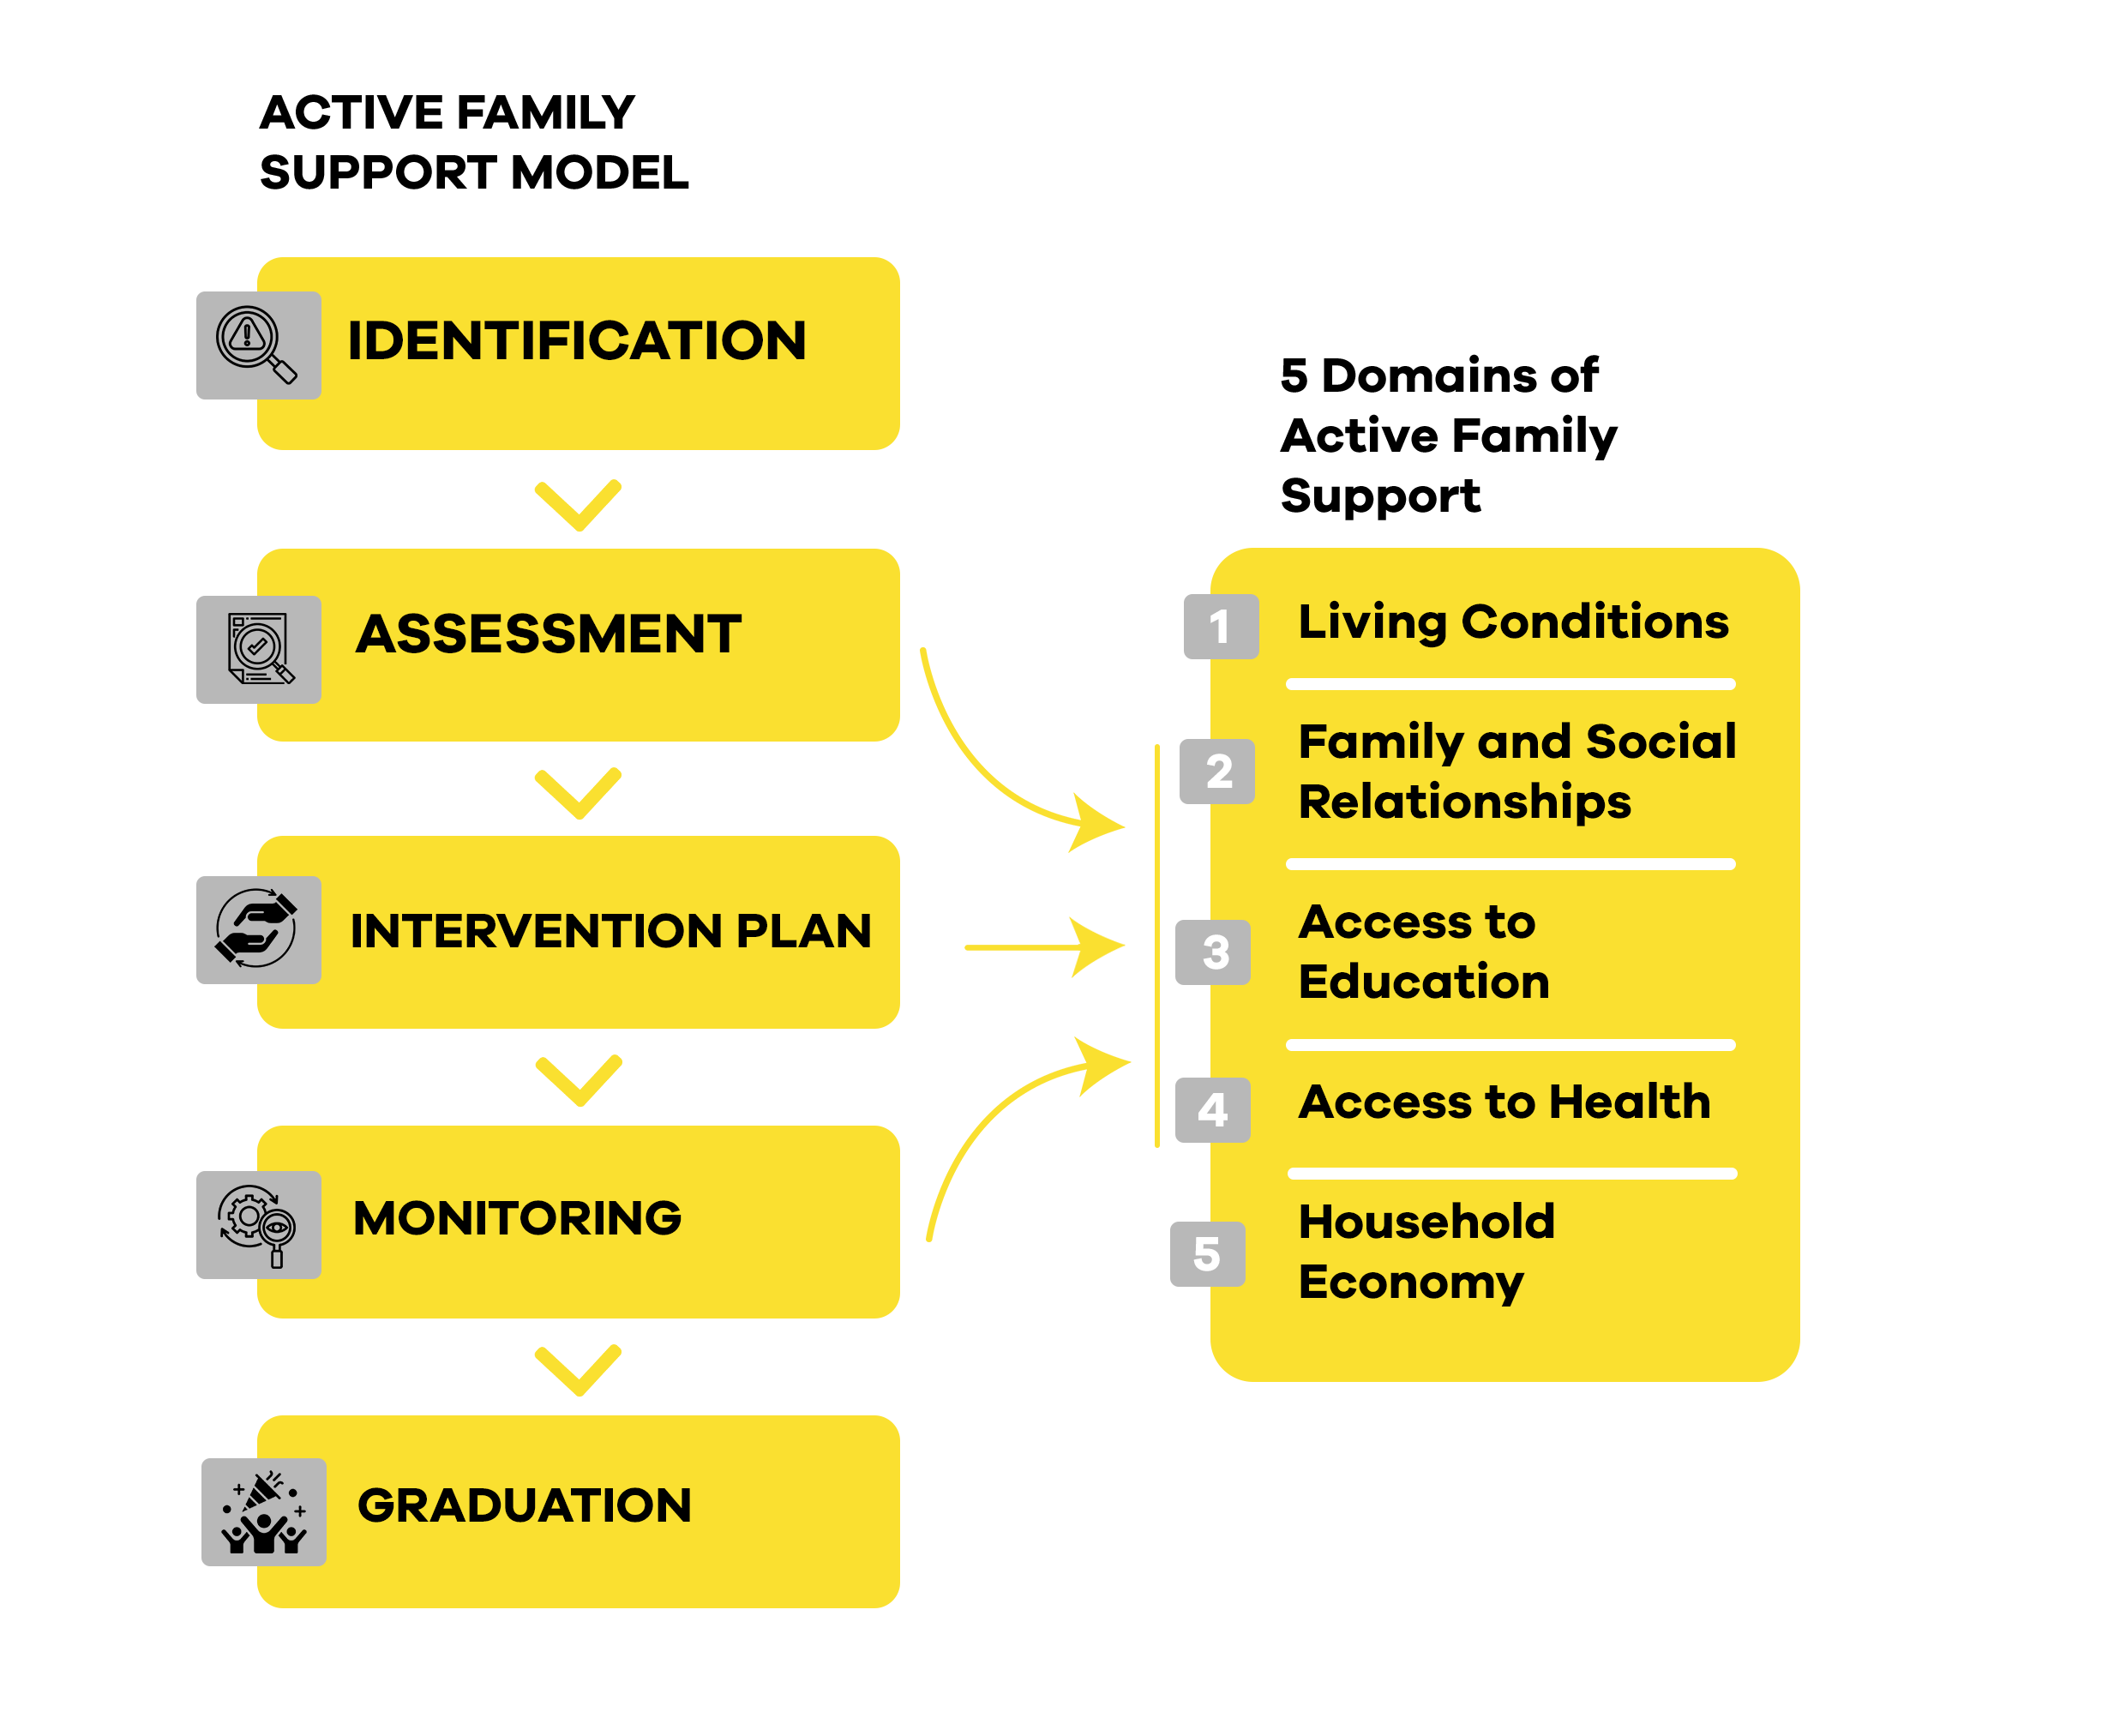 ACTIVE FAMILY
SUPPORT MODEL
IDENTIFICATION
ASSESSMENT
INTERVENTION PLAN
MONITORING
GRADUATION
5 Domains of
Active Family
Support
1
Living Conditions
2
Family and Social
Relationships
3
Access to
Education
4
Access to Health
5
Household
Economy